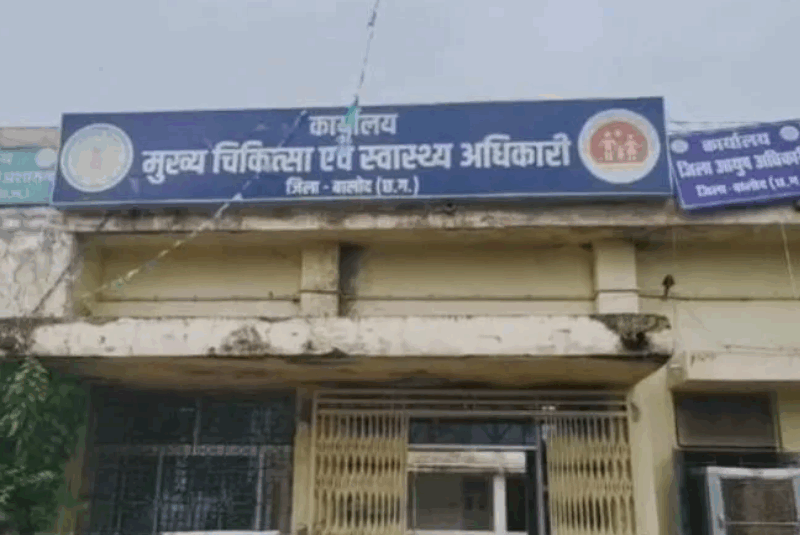 कार्यालय
मुख्य चिकित्सा एवं स्वास्थ्य अधिकारी
जिला - बालोद (छ.ग.)
कार्यालय
जिला आयुष अधिकारी
जिला-बालोद (छ.ग